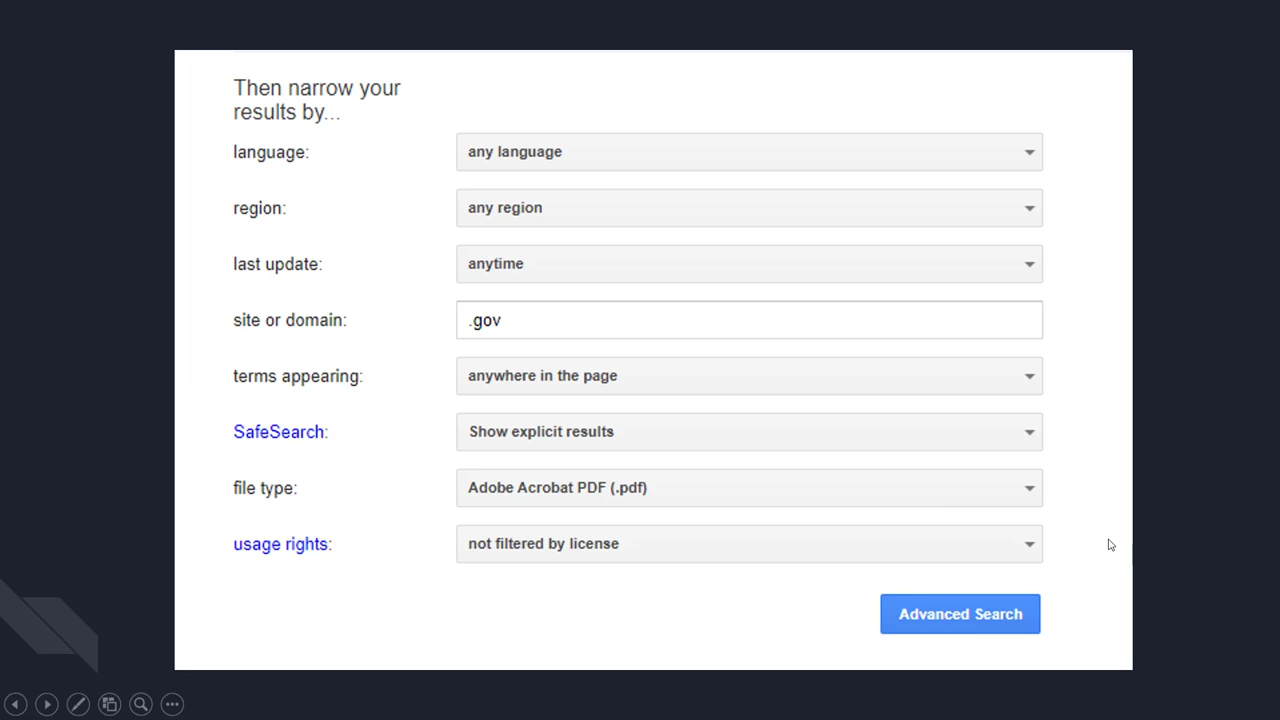 Then narrow your
results by...
language: any language
region: any region
last update: anytime
site or domain: .gov
terms appearing: anywhere in the page
SafeSearch: Show explicit results
file type: Adobe Acrobat PDF (.pdf)
usage rights: not filtered by license
Advanced Search